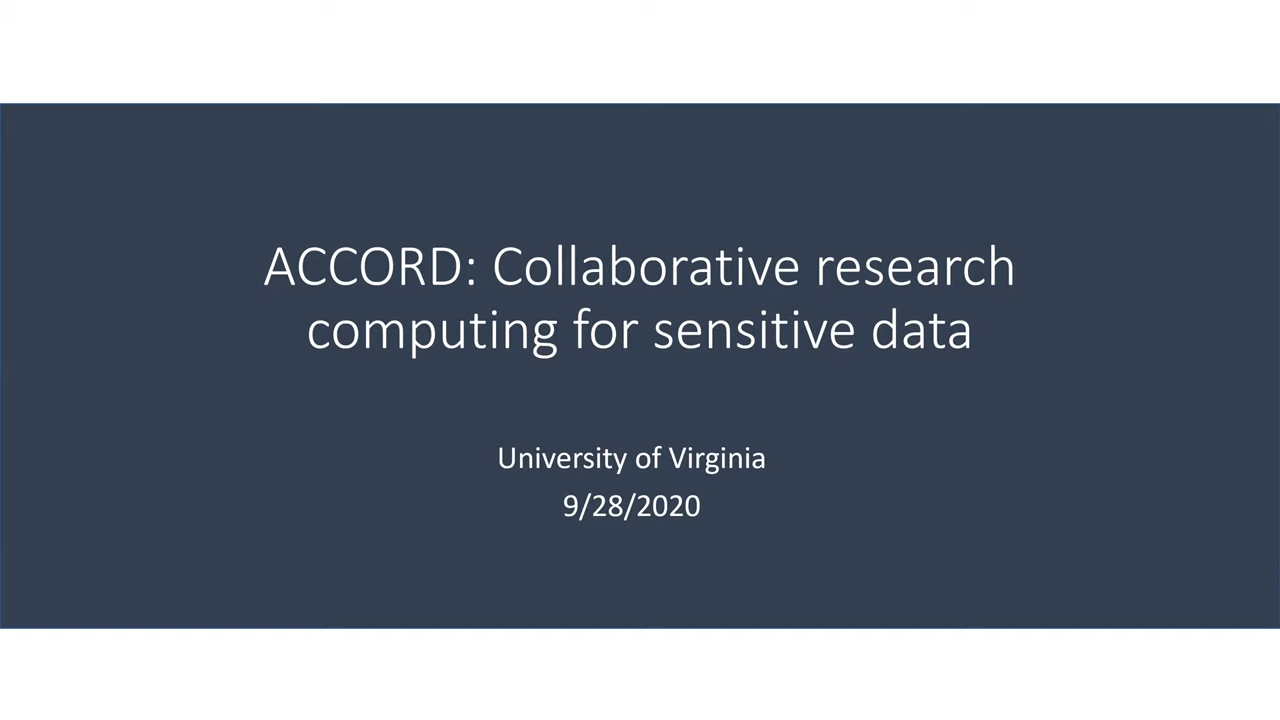 ACCORD: Collaborative research
computing for sensitive data
University of Virginia
9/28/2020